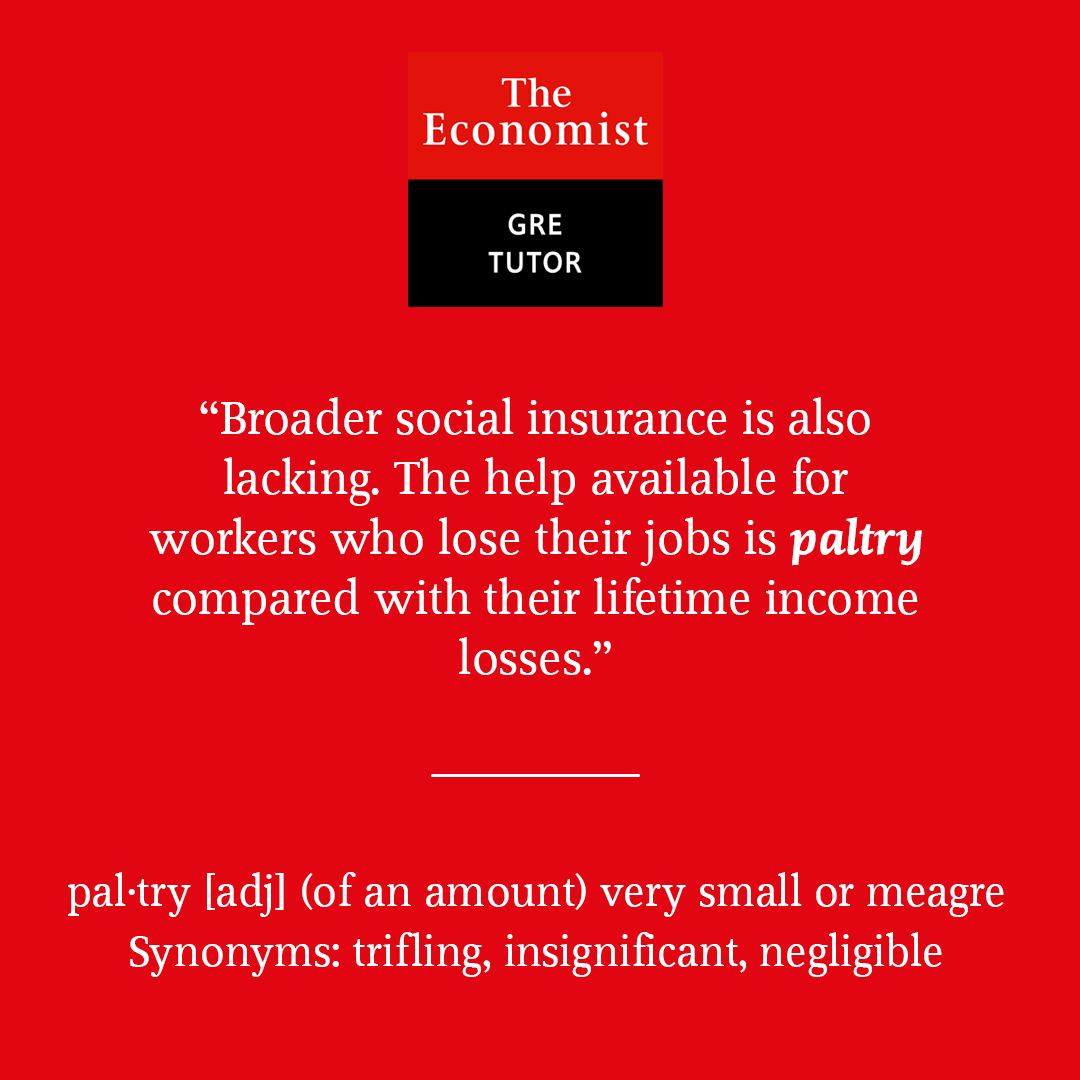 The
Economist
GRE
TUTOR
“Broader social insurance is also
lacking. The help available for
workers who lose their jobs is paltry
compared with their lifetime income
losses.”
pal·try [adj] (of an amount) very small or meagre
Synonyms: trifling, insignificant, negligible